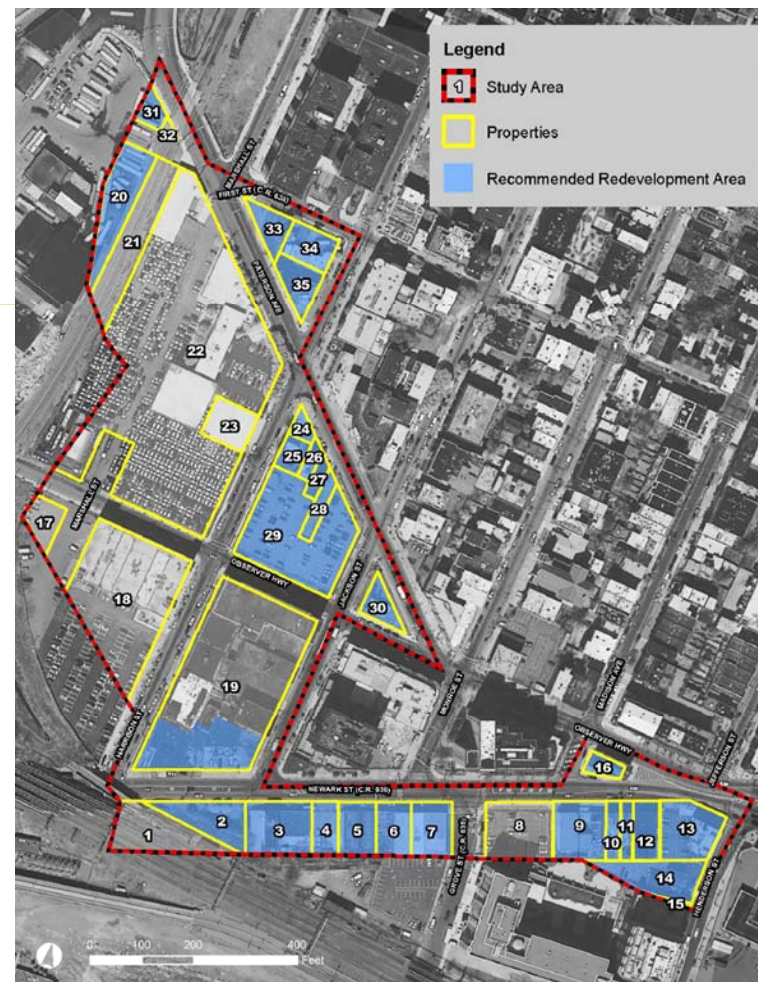 Legend
1 Study Area
Properties
Recommended Redevelopment Area
31
32
MARSHALL ST
FIRST ST (C.R. 638)
20
21
33
34
35
PATERSON AVE
22
23
24
25
26
27
28
29
17
MARSHALL ST
18
OBSERVER HWY
JACKSON ST
30
19
MONROE ST
MADISON AVE
OBSERVER HWY
JEFFERSON ST
HARRISON ST
16
NEWARK ST (C.R. 936)
1
2
3
4
5
6
7
8
9
10
11
12
13
14
15
GROVE ST (C.R. 635)
HENDERSON ST
0 100 200 400
Feet